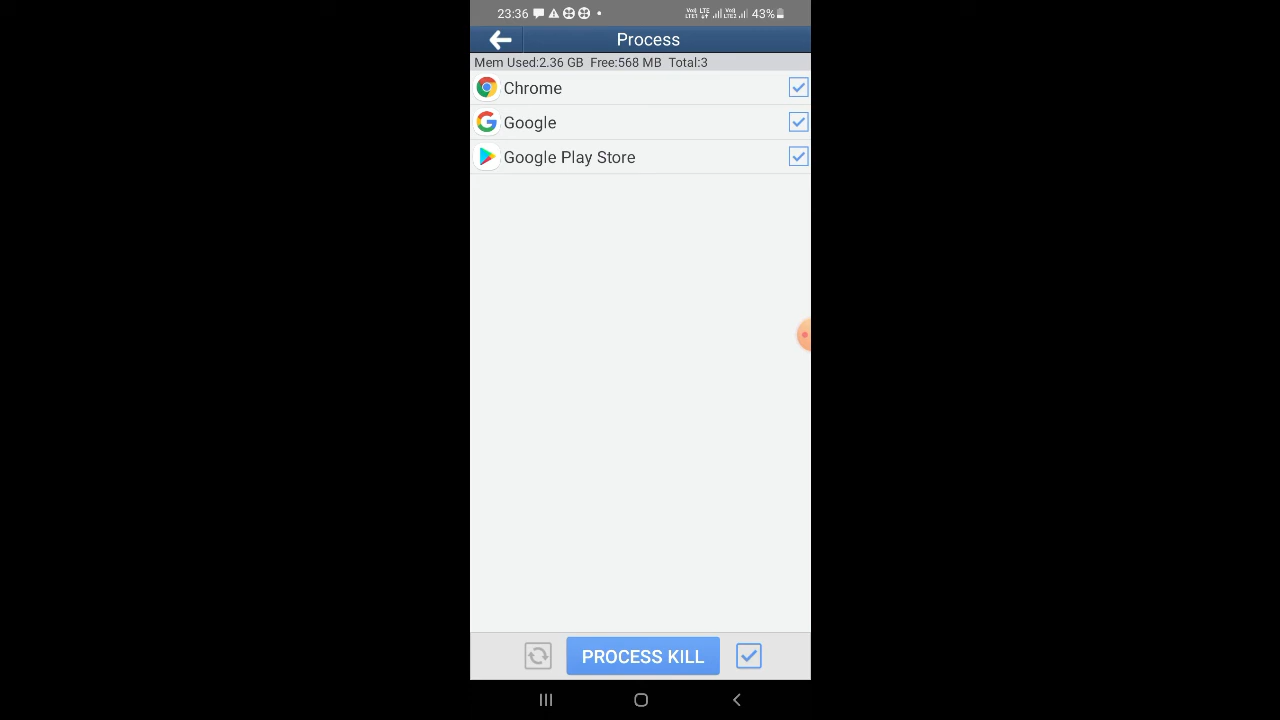 23:36 43%
Process
Mem Used:2.36 GB Free:568 MB Total:3
Chrome
Google
Google Play Store
PROCESS KILL